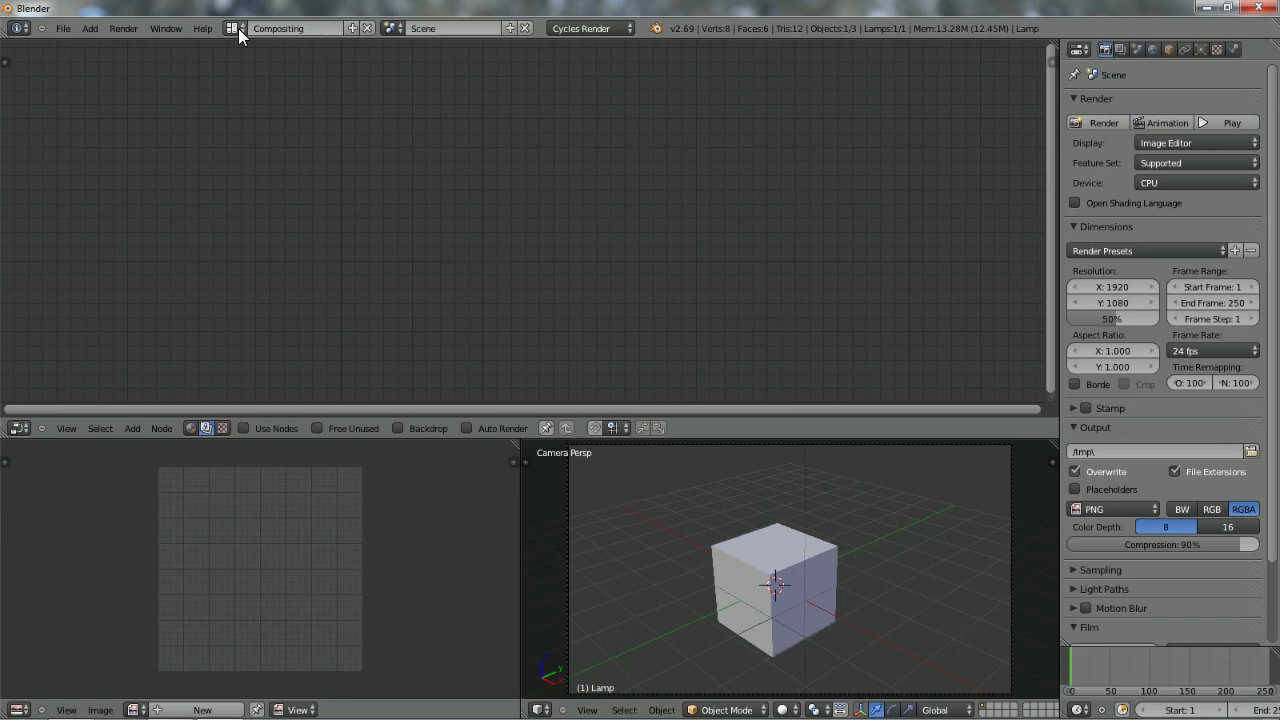 Blender
File Add Render Window Help Compositing Scene Cycles Render v2.69 | Verts:8 | Faces:6 | Tris:12 | Objects:1/3 | Lamps:1/1 | Mem:13.28M (12.45M) | Lamp
Scene
Render
Render Animation Play
Display: Image Editor
Feature Set: Supported
Device: CPU
Open Shading Language
Dimensions
Render Presets
Resolution: Frame Range:
X: 1920 Start Frame: 1
Y: 1080 End Frame: 250
50% Frame Step: 1
Aspect Ratio: Frame Rate:
X: 1.000 24 fps
Y: 1.000 Time Remapping:
Borde Crop O: 100 N: 100
Stamp
Output
/tmp\
Overwrite File Extensions
Placeholders
PNG BW RGB RGBA
Color Depth: 8 16
Compression: 90%
Sampling
Light Paths
Motion Blur
Film
View Select Add Node Use Nodes Free Unused Backdrop Auto Render
Camera Persp
(1) Lamp
0 50 100 150 200 250
View Image New View
View Select Object Object Mode Global
Start: 1 End: 25